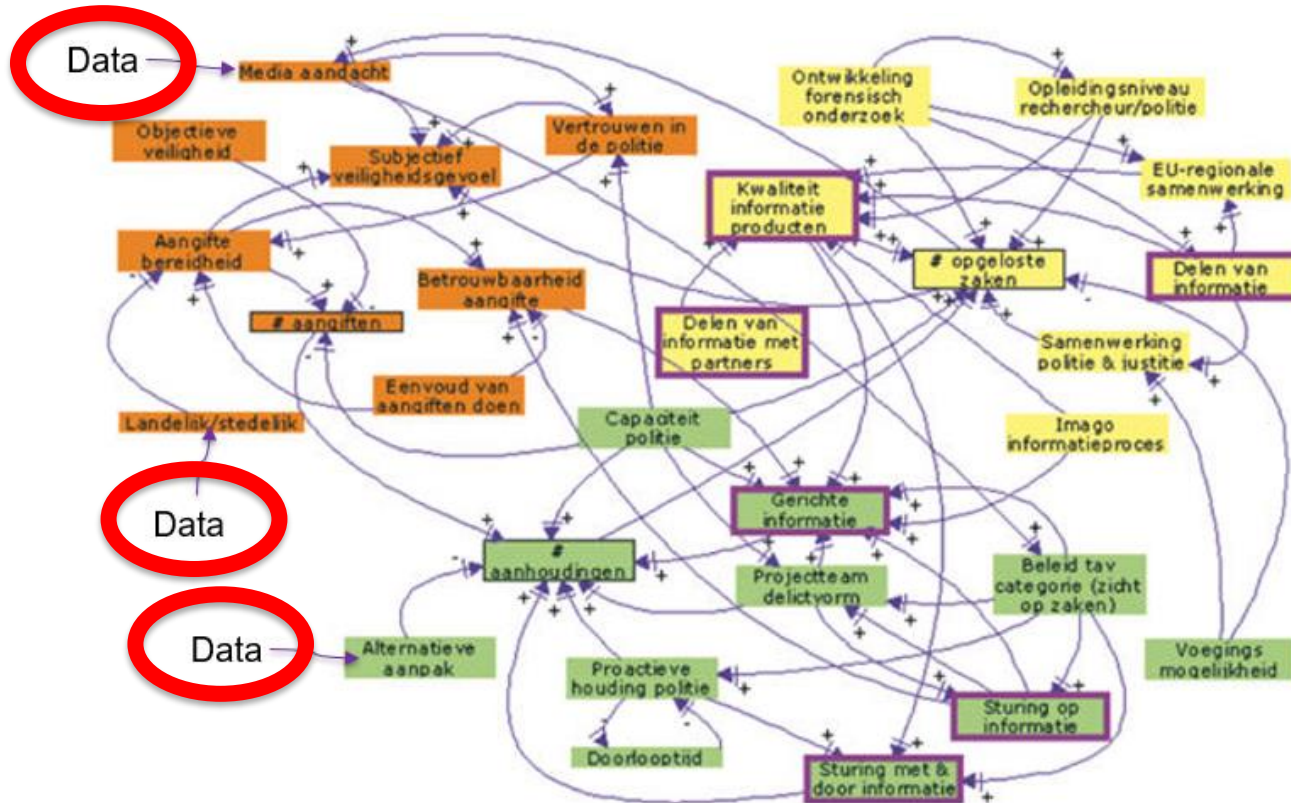 Data
Media aandacht
Objectieve
veiligheid
Subjectief
veiligheidsgevoel
Vertrouwen in
de politie
Aangifte
bereidheid
Betrouwbaarheid
aangifte
# aangiften
Eenvoud van
aangiften doen
Landelijk/stedelijk
Data
Data
Ontwikkeling
forensisch
onderzoek
Opleidingsniveau
rechercheur/politie
EU-regionale
samenwerking
Kwaliteit
informatie
producten
# opgeloste
zaken
Delen van
informatie
Delen van
informatie met
partners
Samenwerking
politie & justitie
Imago
informatieproces
Capaciteit
politie
Gerichte
informatie
#
aanhoudingen
Projectteam
delictvorm
Beleid tav
categorie (zicht
op zaken)
Alternatieve
aanpak
Proactieve
houding politie
Voegings
mogelijkheid
Sturing op
informatie
Doorlooptijd
Sturing met &
door informatie